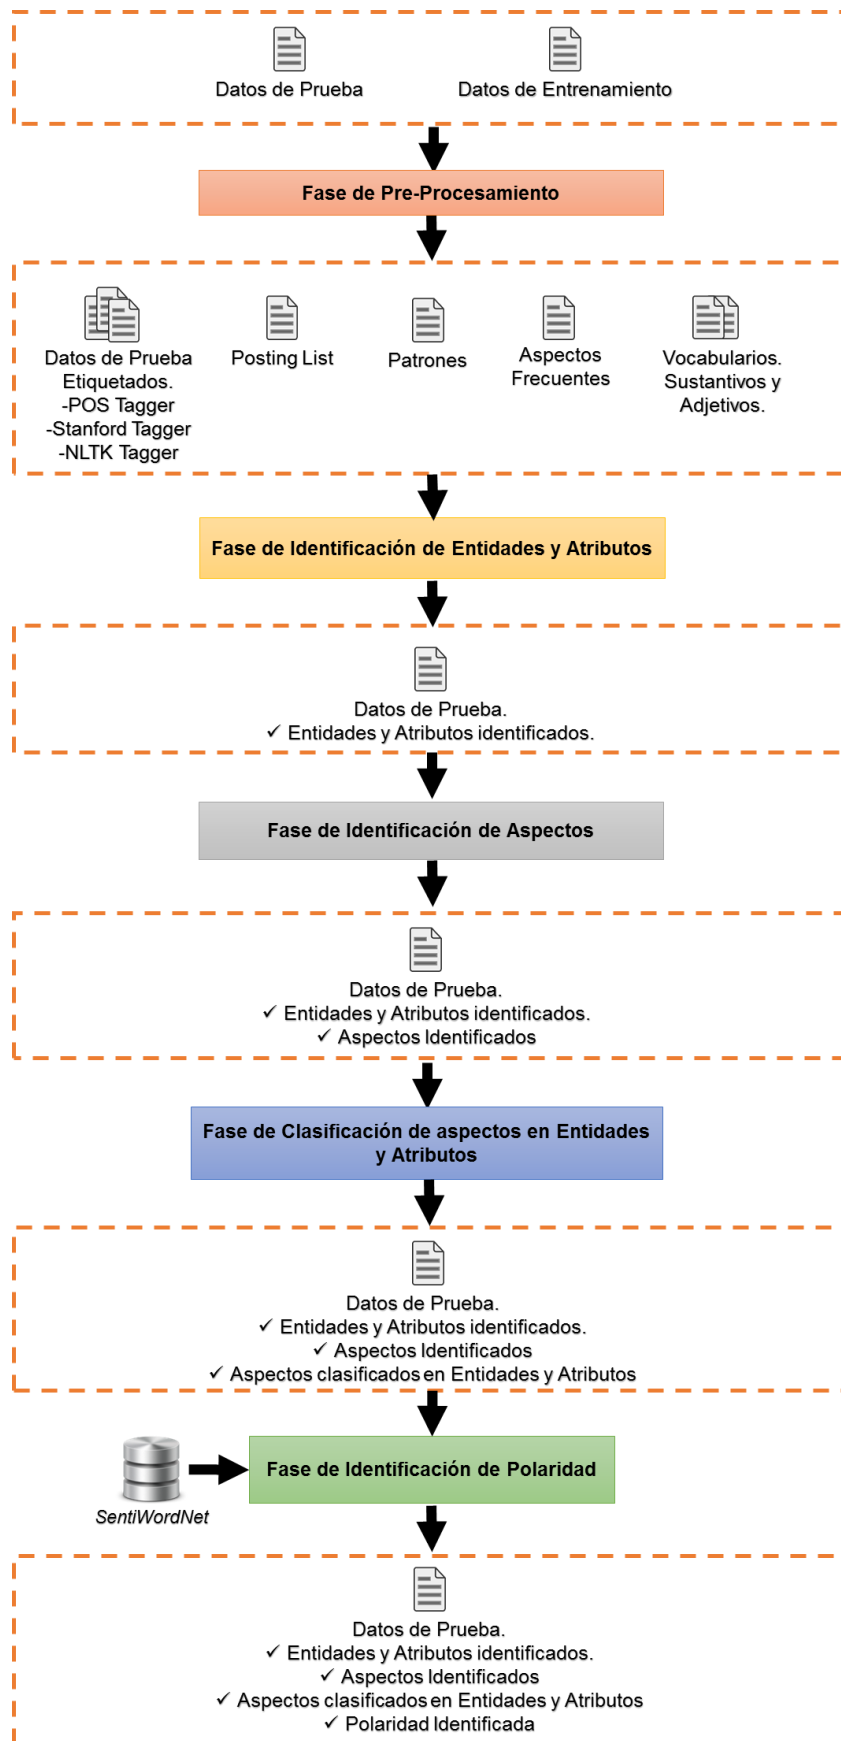 Datos de Prueba
Datos de Entrenamiento
Fase de Pre-Procesamiento
Datos de Prueba
Etiquetados.
-POS Tagger
-Stanford Tagger
-NLTK Tagger
Posting List
Patrones
Aspectos
Frecuentes
Vocabularios.
Sustantivos y
Adjetivos.
Fase de Identificación de Entidades y Atributos
Datos de Prueba.
✓ Entidades y Atributos identificados.
Fase de Identificación de Aspectos
Datos de Prueba.
✓ Entidades y Atributos identificados.
✓ Aspectos Identificados
Fase de Clasificación de aspectos en Entidades
y Atributos
Datos de Prueba.
✓ Entidades y Atributos identificados.
✓ Aspectos Identificados
✓ Aspectos clasificados en Entidades y Atributos
Fase de Identificación de Polaridad
SentiWordNet
Datos de Prueba.
✓ Entidades y Atributos identificados.
✓ Aspectos Identificados
✓ Aspectos clasificados en Entidades y Atributos
✓ Polaridad Identificada